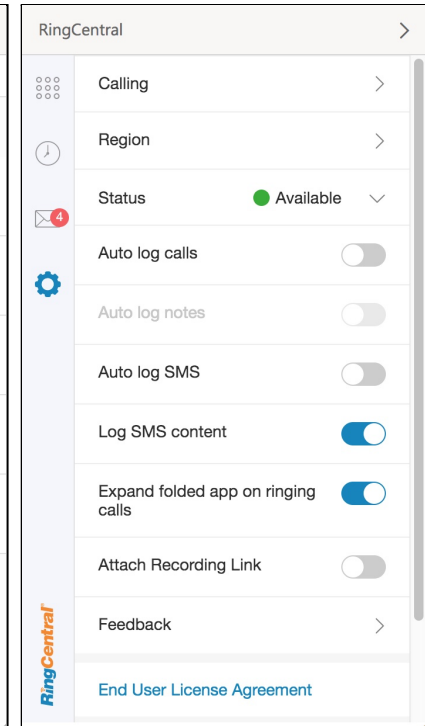 RingCentral
Calling
Region
Status Available
4
Auto log calls
Auto log notes
Auto log SMS
Log SMS content
Expand folded app on ringing
calls
Attach Recording Link
Feedback
End User License Agreement
RingCentral